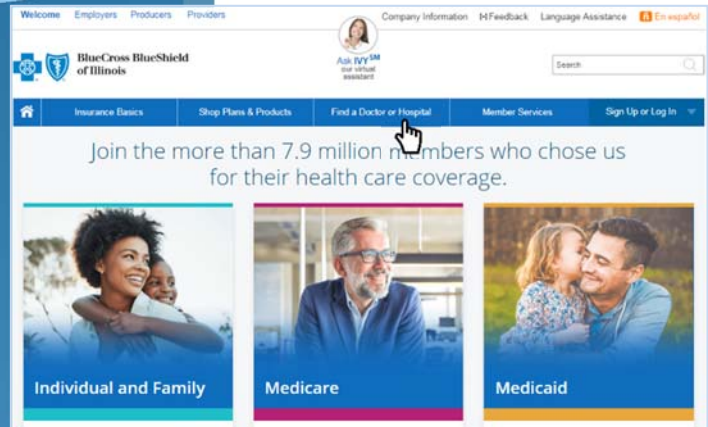 Welcome Employers Producers Providers
Company Information [+] Feedback Language Assistance En español
BlueCross BlueShield
of Illinois
Ask IVY SM
our virtual
assistant
Search
Insurance Basics Shop Plans & Products Find a Doctor or Hospital Member Services Sign Up or Log In
Join the more than 7.9 million members who chose us
for their health care coverage.
Individual and Family Medicare Medicaid